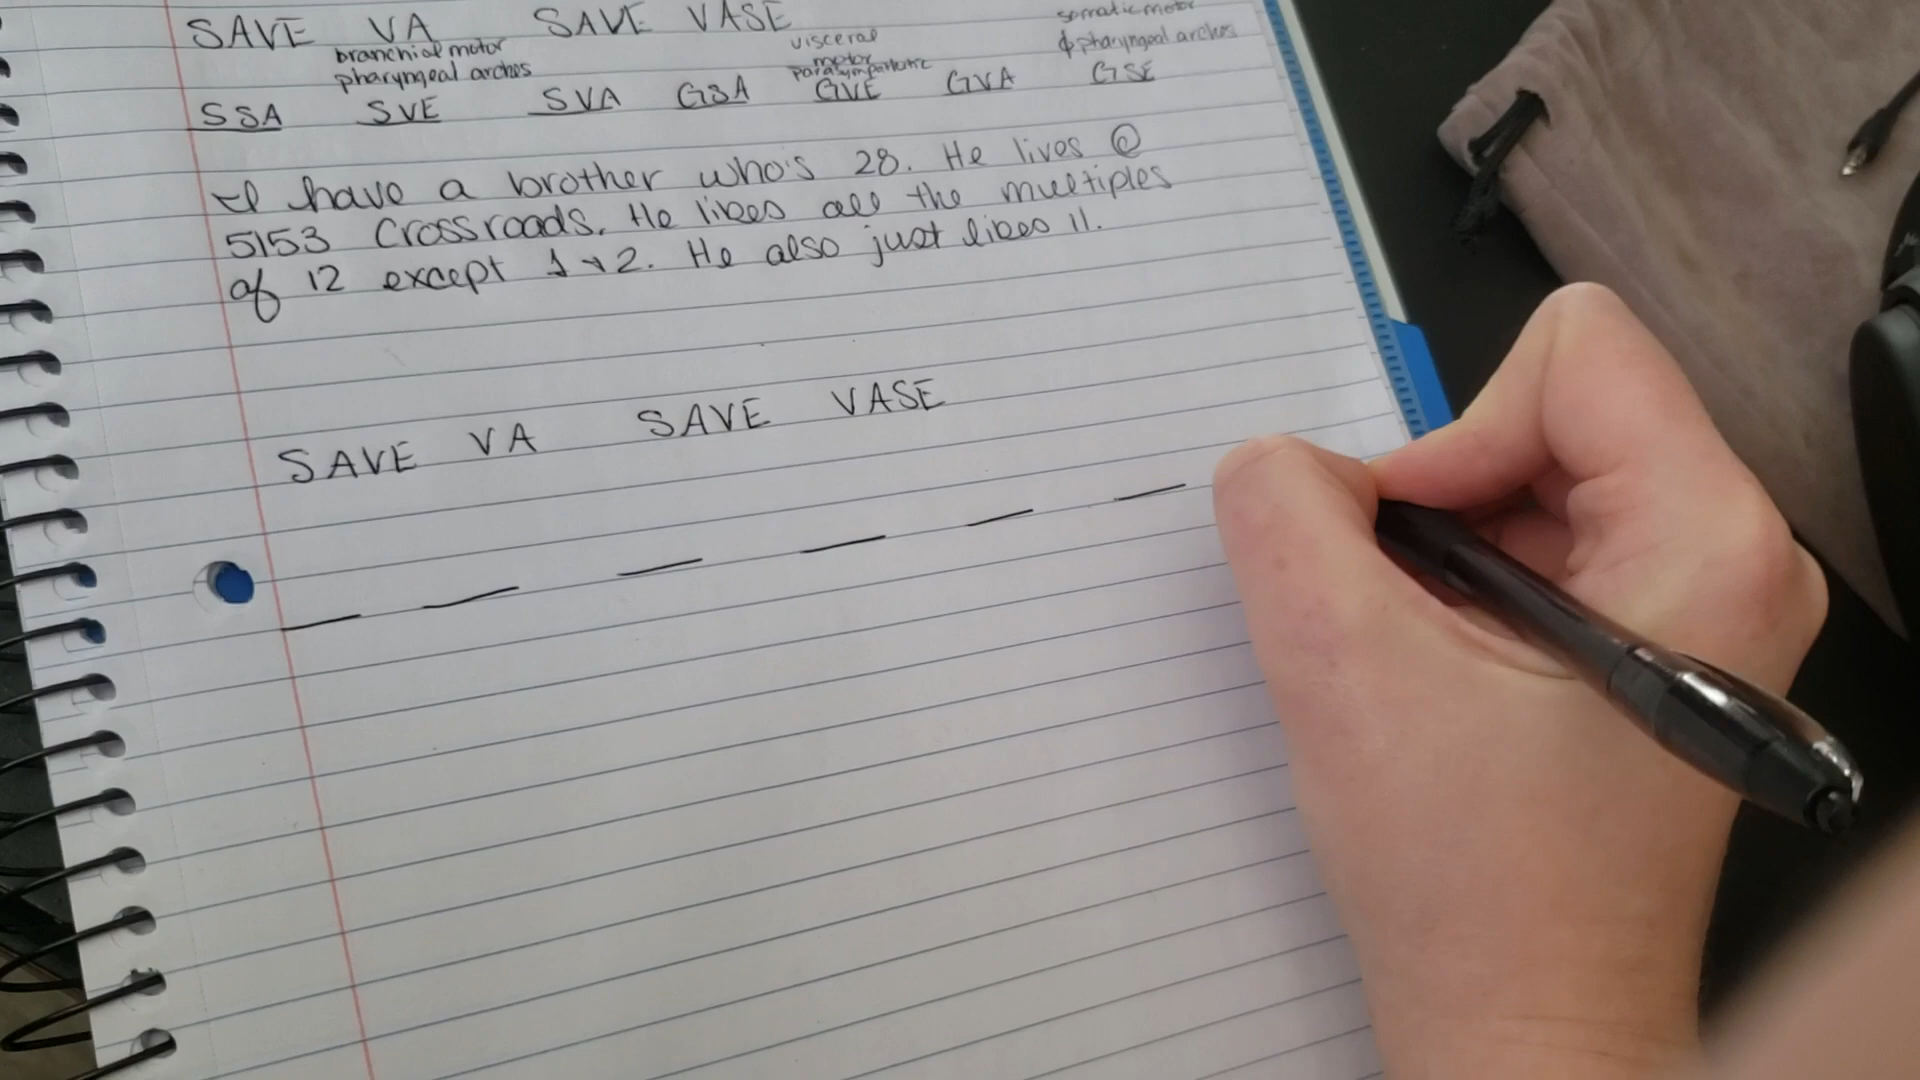 SAVE VA SAVE VASE
somatic motor
branchial motor visceral & pharyngeal arches
pharyngeal arches motor
parasympathetic
SSA SVE SVA GSA GVE GVA GSE
I have a brother who's 28. He lives @
5153 Crossroads. He likes all the multiples
of 12 except 1 + 2. He also just likes 11.
SAVE VA SAVE VASE